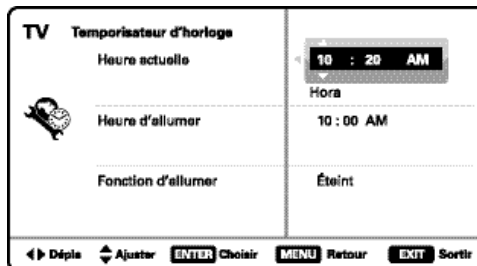 TV Temporisateur d'horloge
Heure actuelle 10 : 20 AM
Hora
Heure d'allumer 10 : 00 AM
Fonction d'allumer Éteint
Dépla Ajuster ENTER Choisir MENU Retour EXIT Sortir